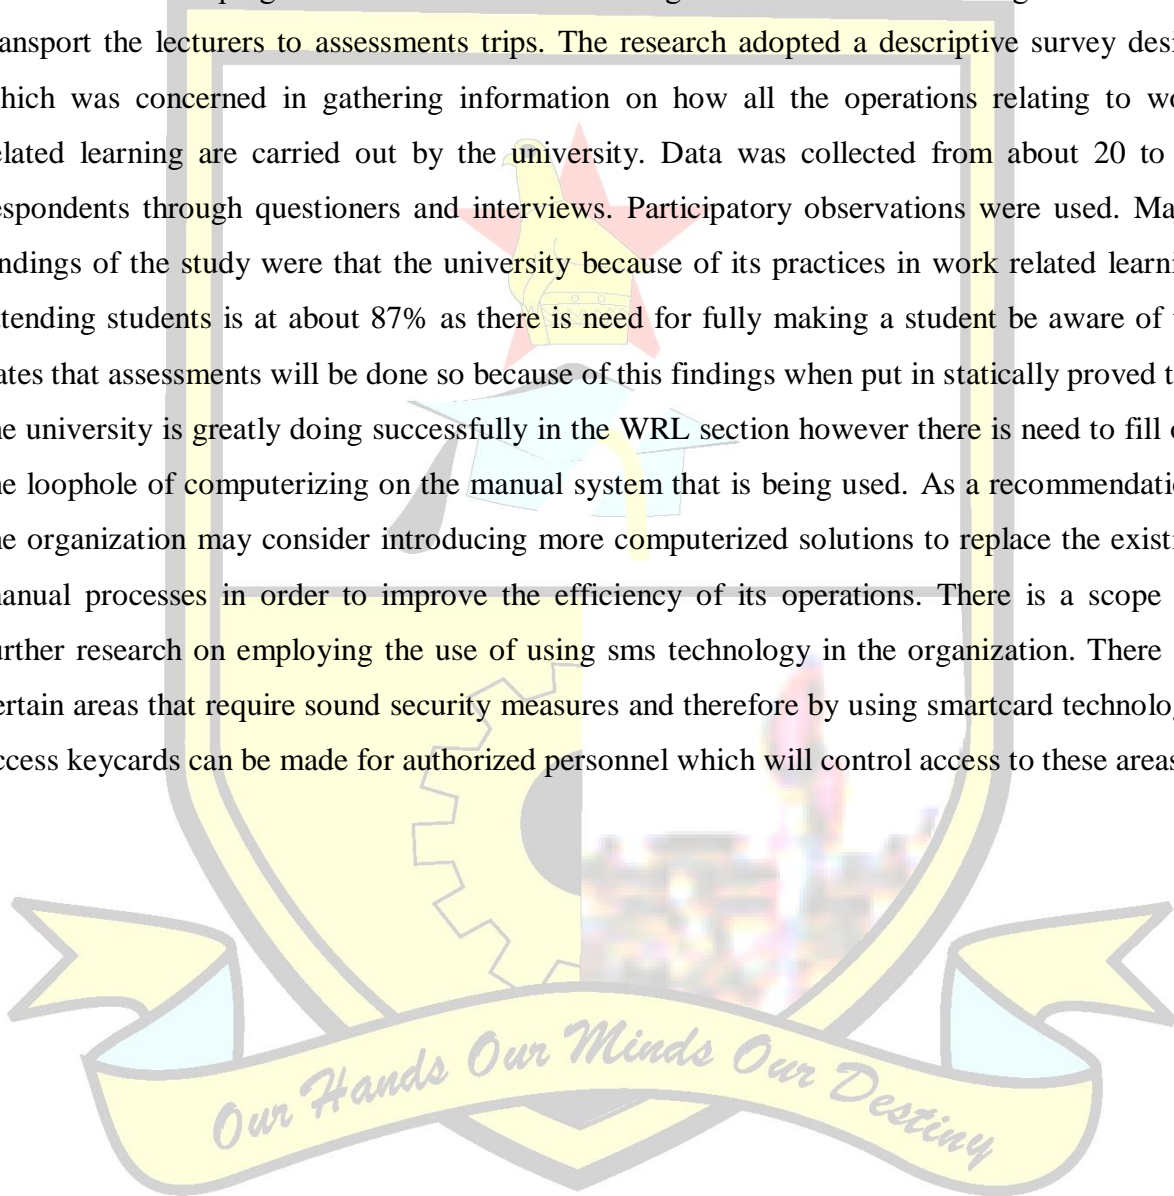 ransport the lecturers to assessments trips. The research adopted a descriptive survey desi
hich was concerned in gathering information on how all the operations relating to wo
elated learning are carried out by the university. Data was collected from about 20 to
espondents through questioners and interviews. Participatory observations were used. Ma
ndings of the study were that the university because of its practices in work related learni
ttending students is at about 87% as there is need for fully making a student be aware of t
ates that assessments will be done so because of this findings when put in statically proved t
he university is greatly doing successfully in the WRL section however there is need to fill o
he loophole of computerizing on the manual system that is being used. As a recommendatio
he organization may consider introducing more computerized solutions to replace the existi
nanual processes in order to improve the efficiency of its operations. There is a scope
urther research on employing the use of using sms technology in the organization. There
ertain areas that require sound security measures and therefore by using smartcard technolog
ccess keycards can be made for authorized personnel which will control access to these areas
Our Hands Our Minds Our Destiny